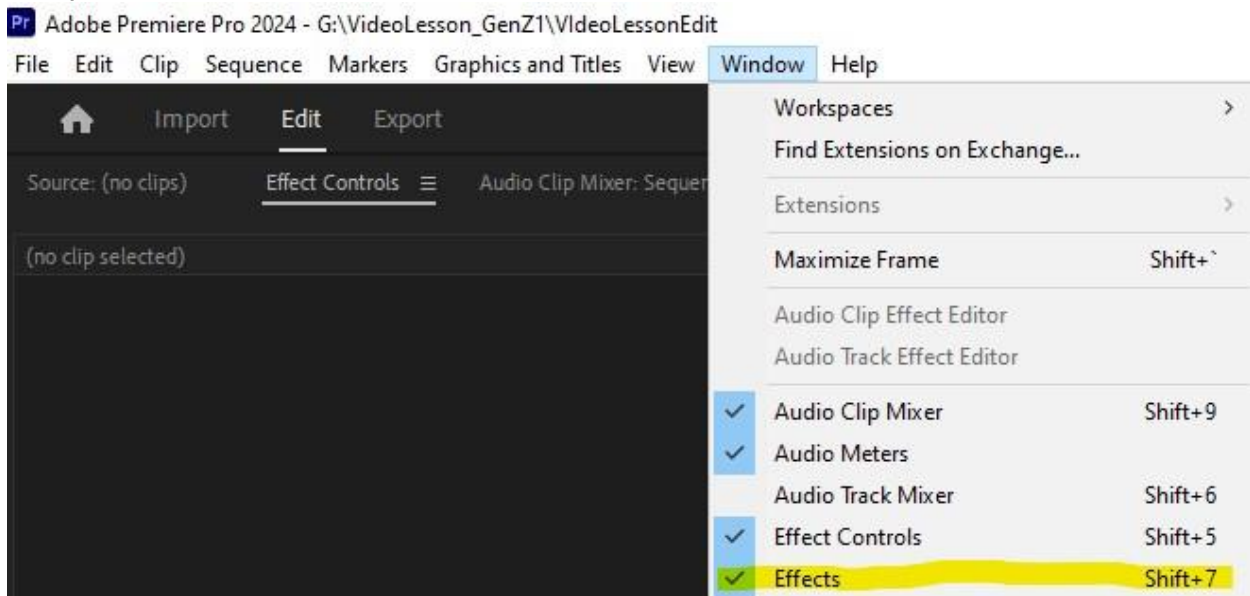 Pr Adobe Premiere Pro 2024 - G:\VideoLesson_GenZ1\VIdeoLessonEdit
File Edit Clip Sequence Markers Graphics and Titles View Window Help
Import Edit Export
Source: (no clips) Effect Controls Audio Clip Mixer: Sequer
(no clip selected)
Workspaces
Find Extensions on Exchange...
Extensions
Maximize Frame Shift+`
Audio Clip Effect Editor
Audio Track Effect Editor
Audio Clip Mixer Shift+9
Audio Meters
Audio Track Mixer Shift+6
Effect Controls Shift+5
Effects Shift+7